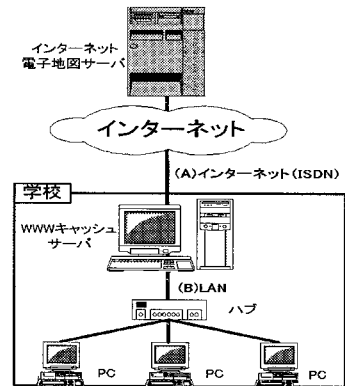 インターネット
電子地図サーバ
インターネット
(A)インターネット(ISDN)
学校
WWWキャッシュ
サーバ
(B)LAN
ハブ
PC
PC
PC